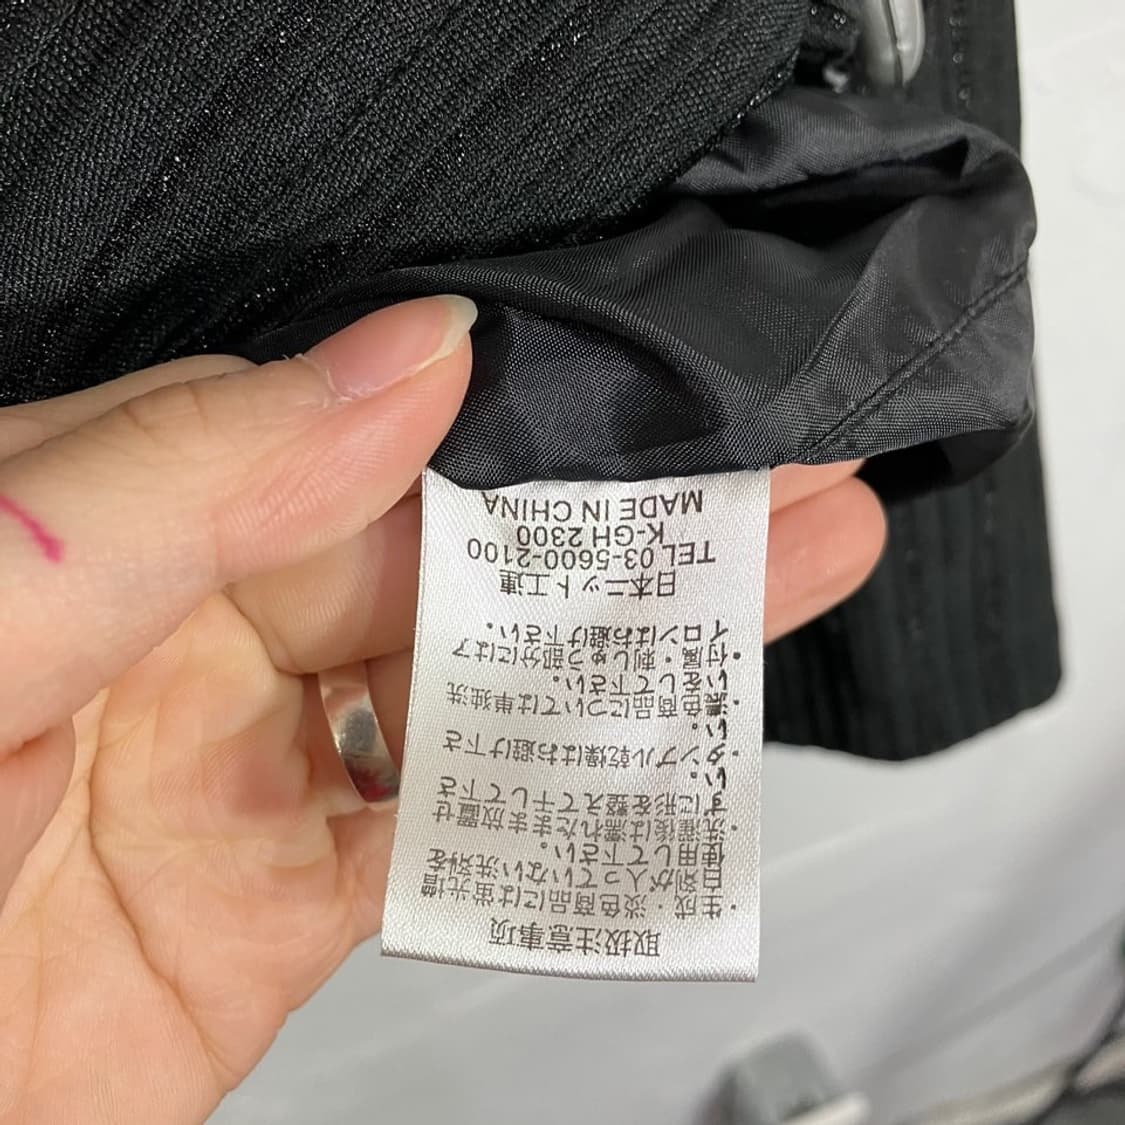 取扱注意事項
・生成・淡色商品には蛍光増
白剤が入っていない洗剤を
使用して下さい。
・洗濯後は濡れたまま放置せ
ずに形を整えて干して下さ
い。
・タンブル乾燥はお避け下さ
い。
・濃色商品については単独洗
いをして下さい。
・付属・刺しゅう部分にはア
イロンはお避け下さい。
日本ニット工連
TEL 03-5600-2100
K-GH 2300
MADE IN CHINA